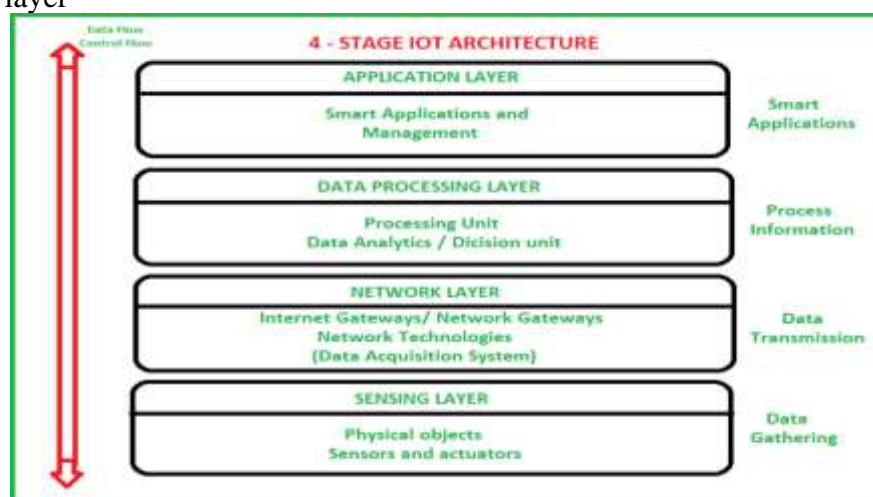 layer
Data Flow
Control Flow
4 - STAGE IOT ARCHITECTURE
APPLICATION LAYER
Smart Applications and
Management
Smart
Applications
DATA PROCESSING LAYER
Processing Unit
Data Analytics / Dicision unit
Process
Information
NETWORK LAYER
Internet Gateways/ Network Gateways
Network Technologies
(Data Acquisition System)
Data
Transmission
SENSING LAYER
Physical objects
Sensors and actuators
Data
Gathering